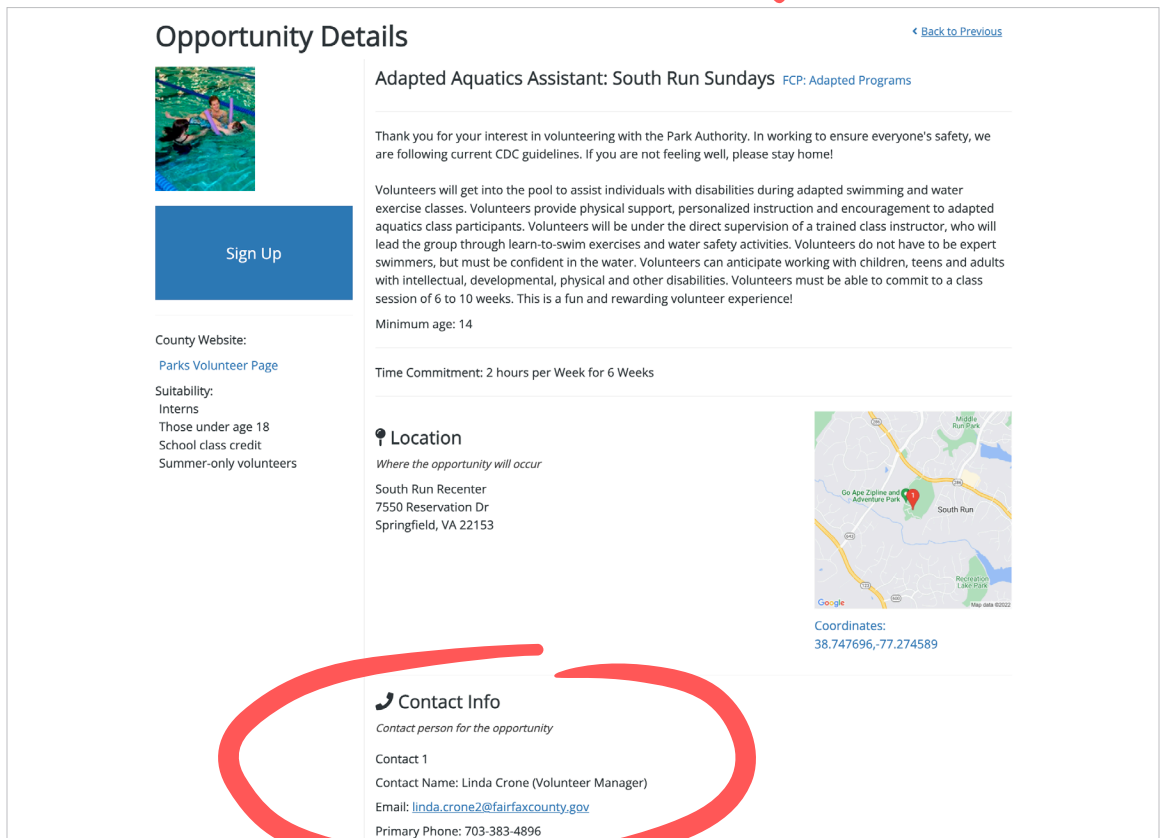 Opportunity Details
Back to Previous
Adapted Aquatics Assistant: South Run Sundays FCP: Adapted Programs
Thank you for your interest in volunteering with the Park Authority. In working to ensure everyone's safety, we
are following current CDC guidelines. If you are not feeling well, please stay home!
Volunteers will get into the pool to assist individuals with disabilities during adapted swimming and water
exercise classes. Volunteers provide physical support, personalized instruction and encouragement to adapted
aquatics class participants. Volunteers will be under the direct supervision of a trained class instructor, who will
lead the group through learn-to-swim exercises and water safety activities. Volunteers do not have to be expert
swimmers, but must be confident in the water. Volunteers can anticipate working with children, teens and adults
with intellectual, developmental, physical and other disabilities. Volunteers must be able to commit to a class
session of 6 to 10 weeks. This is a fun and rewarding volunteer experience!
Minimum age: 14
Time Commitment: 2 hours per Week for 6 Weeks
Sign Up
County Website:
Parks Volunteer Page
Suitability:
Interns
Those under age 18
School class credit
Summer-only volunteers
Location
Where the opportunity will occur
South Run Recenter
7550 Reservation Dr
Springfield, VA 22153
Middle
Run Park
286
286
Go Ape Zipline and
Adventure Park
1
South Run
643
Recreation
Lake Park
123
600
Google
Map data ©2022
Coordinates:
38.747696,-77.274589
Contact Info
Contact person for the opportunity
Contact 1
Contact Name: Linda Crone (Volunteer Manager)
Email: linda.crone2@fairfaxcounty.gov
Primary Phone: 703-383-4896